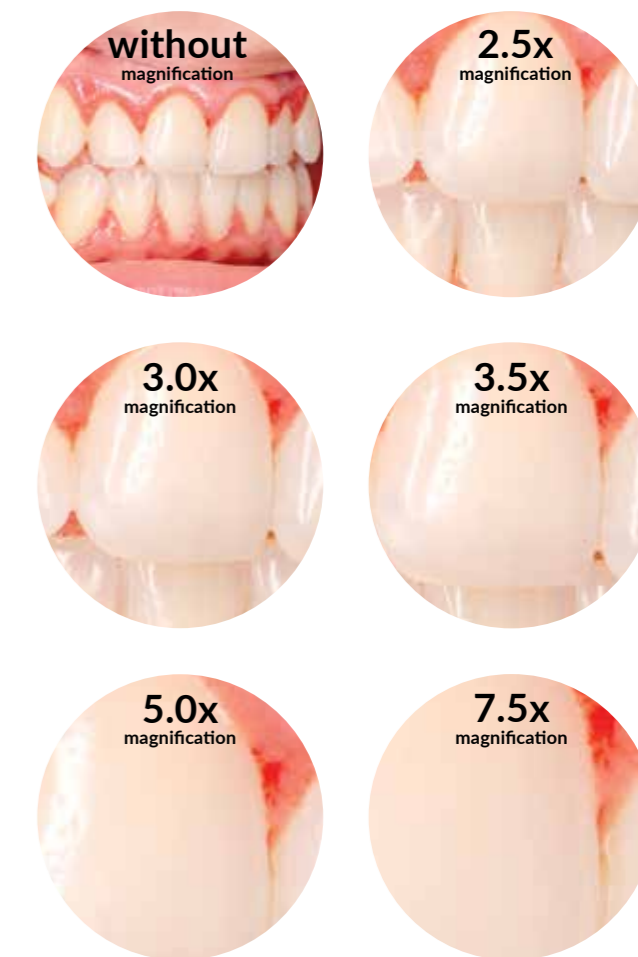 without
magnification
2.5x
magnification
3.0x
magnification
3.5x
magnification
5.0x
magnification
7.5x
magnification